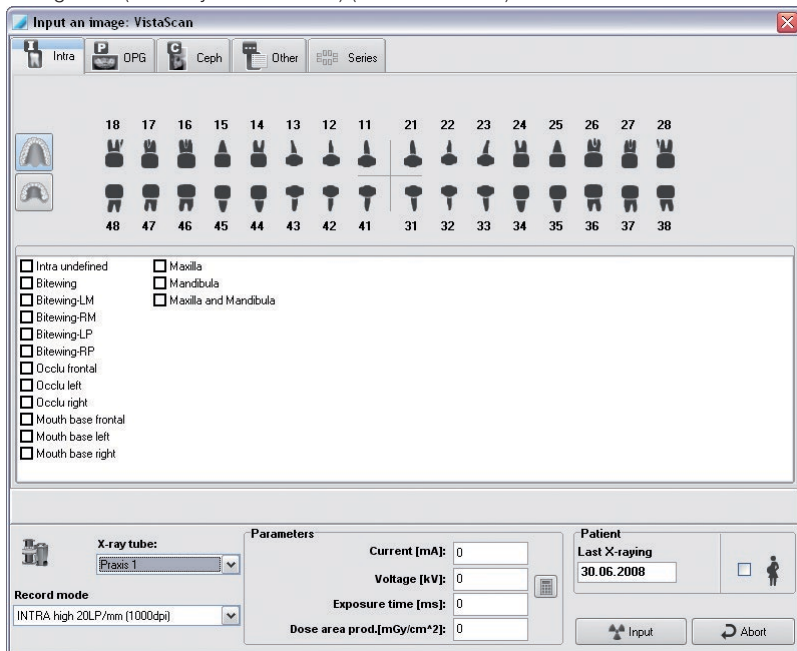 Input an image: VistaScan
Intra
OPG
Ceph
Other
Series
18 17 16 15 14 13 12 11 21 22 23 24 25 26 27 28
48 47 46 45 44 43 42 41 31 32 33 34 35 36 37 38
Intra undefined
Bitewing
Bitewing-LM
Bitewing-RM
Bitewing-LP
Bitewing-RP
Occlu frontal
Occlu left
Occlu right
Mouth base frontal
Mouth base left
Mouth base right
Maxilla
Mandibula
Maxilla and Mandibula
X-ray tube:
Praxis 1
Record mode
INTRA high 20LP/mm (1000dpi)
Parameters
Current [mA]: 0
Voltage [kV]: 0
Exposure time [ms]: 0
Dose area prod.[mGy/cm^2]: 0
Patient
Last X-raying
30.06.2008
Input
Abort